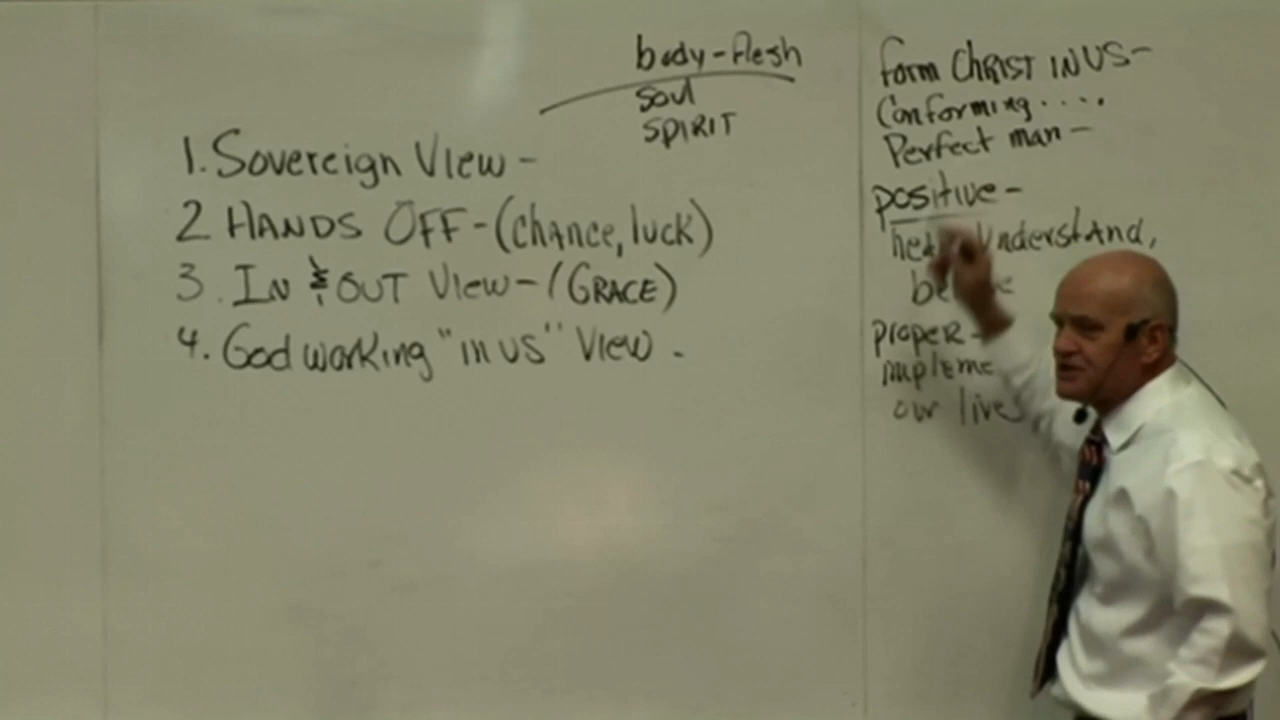 body-flesh
soul
SPIRIT
1. Sovereign View -
2 HANDS OFF - (chance, luck)
3. IN & OUT View - (GRACE)
4. God working "in us" View.
form CHRIST IN US -
Conforming....
Perfect man -
positive -
understand,
proper -
our lives